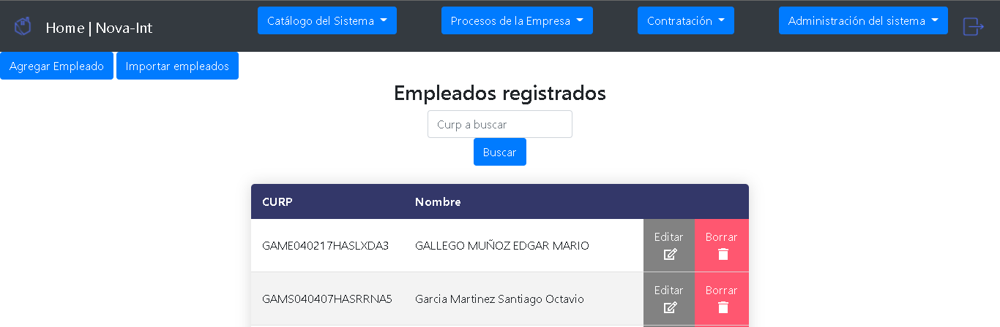 Home | Nova-Int
Catálogo del Sistema
Procesos de la Empresa
Contratación
Administración del sistema
Agregar Empleado
Importar empleados
Empleados registrados
Curp a buscar
Buscar
CURP Nombre
GAME040217HASLXDA3 GALLEGO MUÑOZ EDGAR MARIO Editar Borrar
GAMS040407HASRRNA5 Garcia Martinez Santiago Octavio Editar Borrar